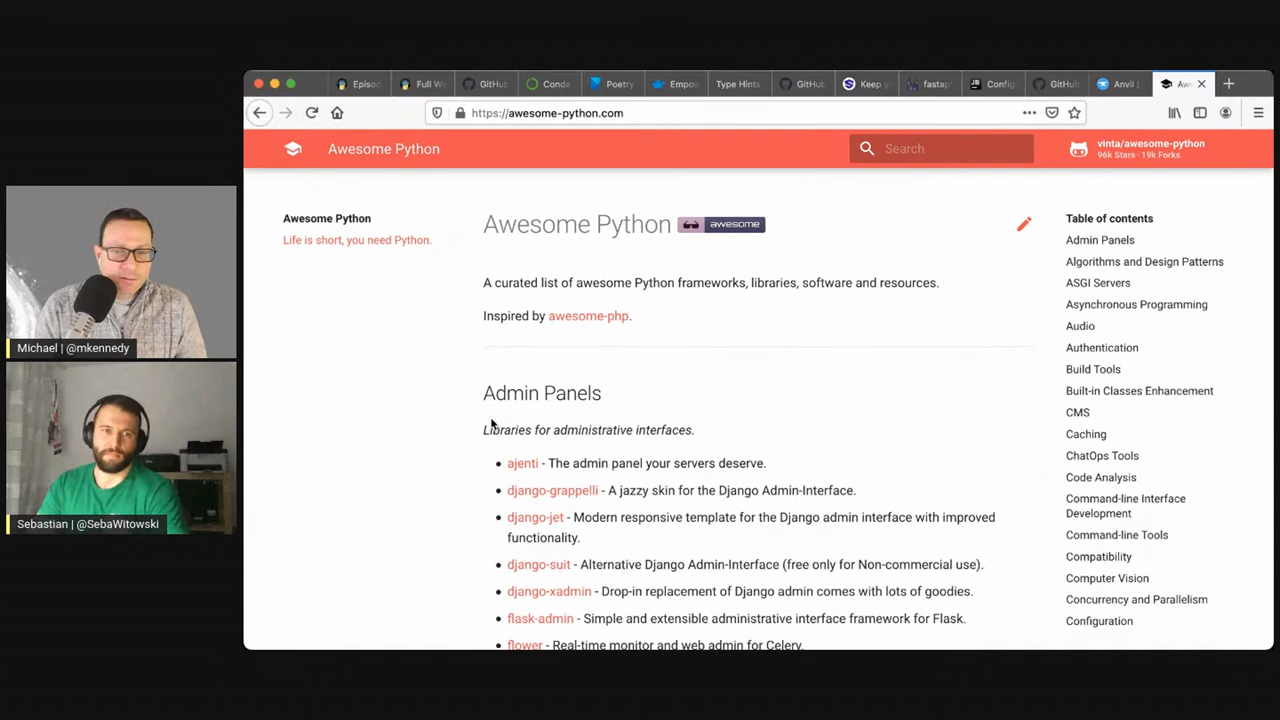 Episod
Full We
GitHub
Conda
Poetry
Empow
Type Hints
GitHub
Keep y
fastap
Config
GitHub
Anvil |
Aw
https://awesome-python.com
Awesome Python
Search
vinta/awesome-python
96k Stars · 19k Forks
Awesome Python
Life is short, you need Python.
Awesome Python
awesome
A curated list of awesome Python frameworks, libraries, software and resources.
Inspired by awesome-php.
Admin Panels
Libraries for administrative interfaces.
• ajenti - The admin panel your servers deserve.
• django-grappelli - A jazzy skin for the Django Admin-Interface.
• django-jet - Modern responsive template for the Django admin interface with improved
functionality.
• django-suit - Alternative Django Admin-Interface (free only for Non-commercial use).
• django-xadmin - Drop-in replacement of Django admin comes with lots of goodies.
• flask-admin - Simple and extensible administrative interface framework for Flask.
• flower - Real-time monitor and web admin for Celery.
Table of contents
Admin Panels
Algorithms and Design Patterns
ASGI Servers
Asynchronous Programming
Audio
Authentication
Build Tools
Built-in Classes Enhancement
CMS
Caching
ChatOps Tools
Code Analysis
Command-line Interface
Development
Command-line Tools
Compatibility
Computer Vision
Concurrency and Parallelism
Configuration
Michael | @mkennedy
Sebastian | @SebaWitowski